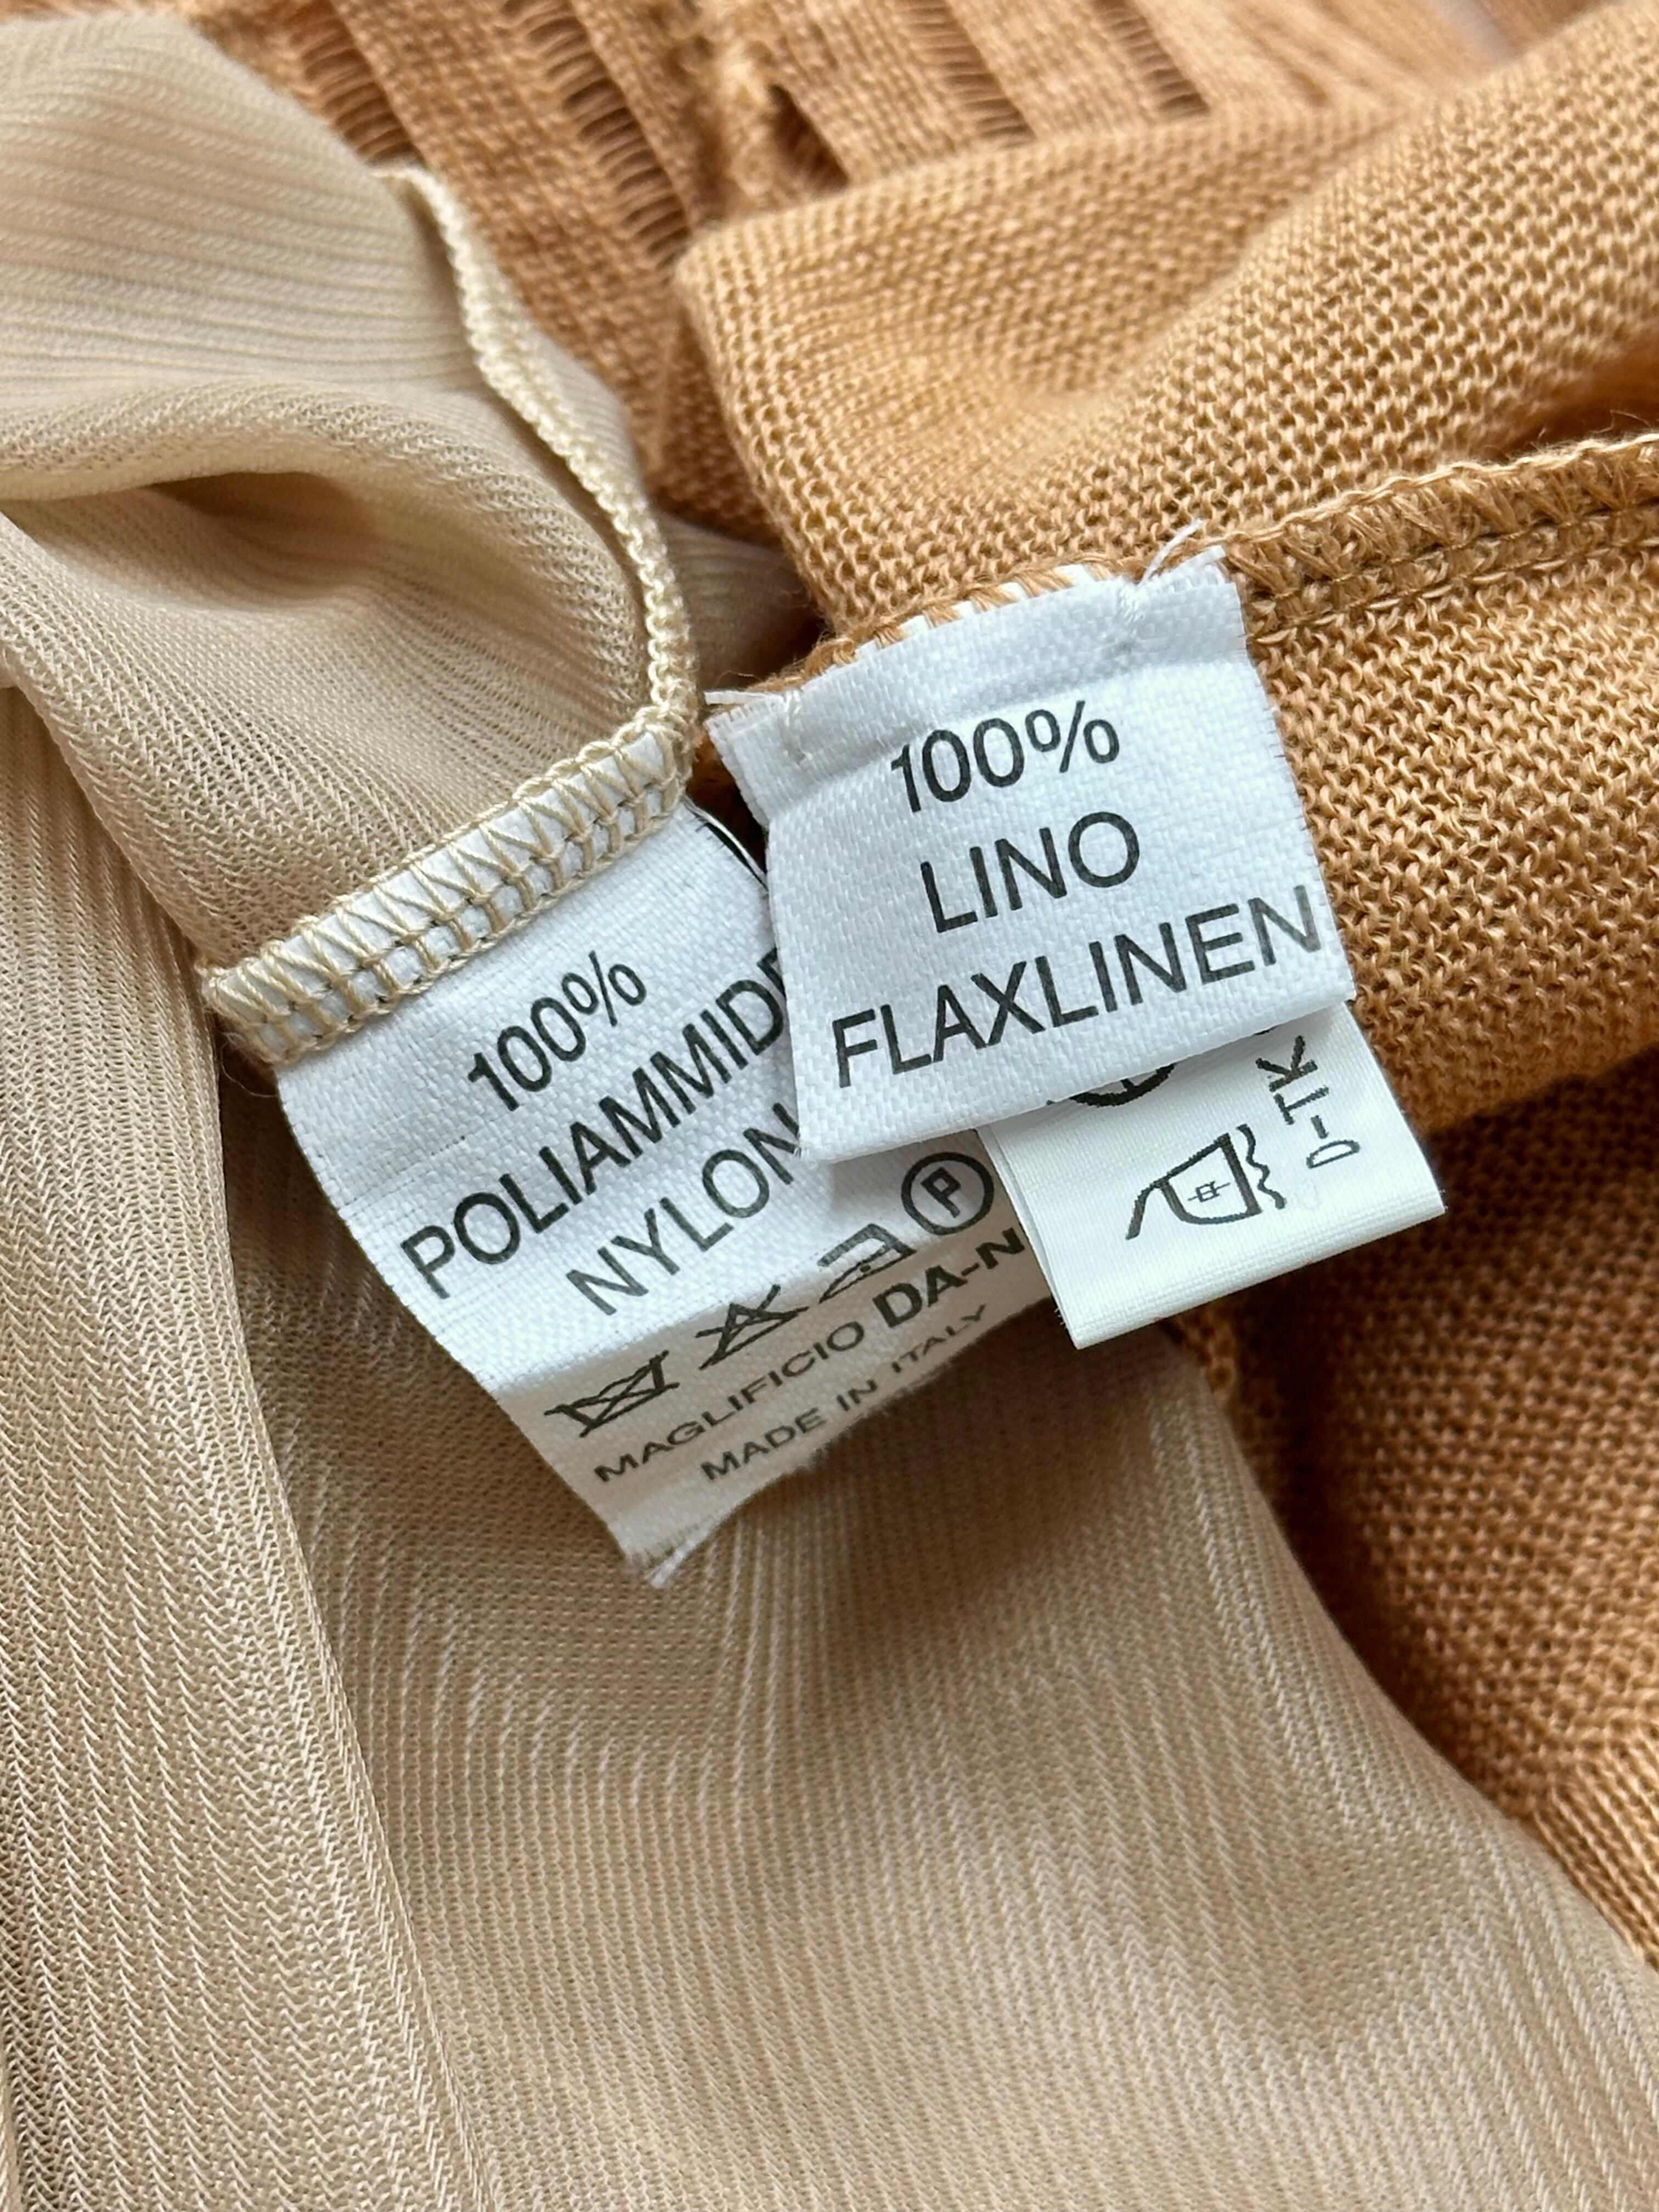 100%
LINO
FLAXLINEN
100%
POLIAMMIDE
NYLON
P
MAGLIFICIO DA-N
MADE IN ITALY
D-TK